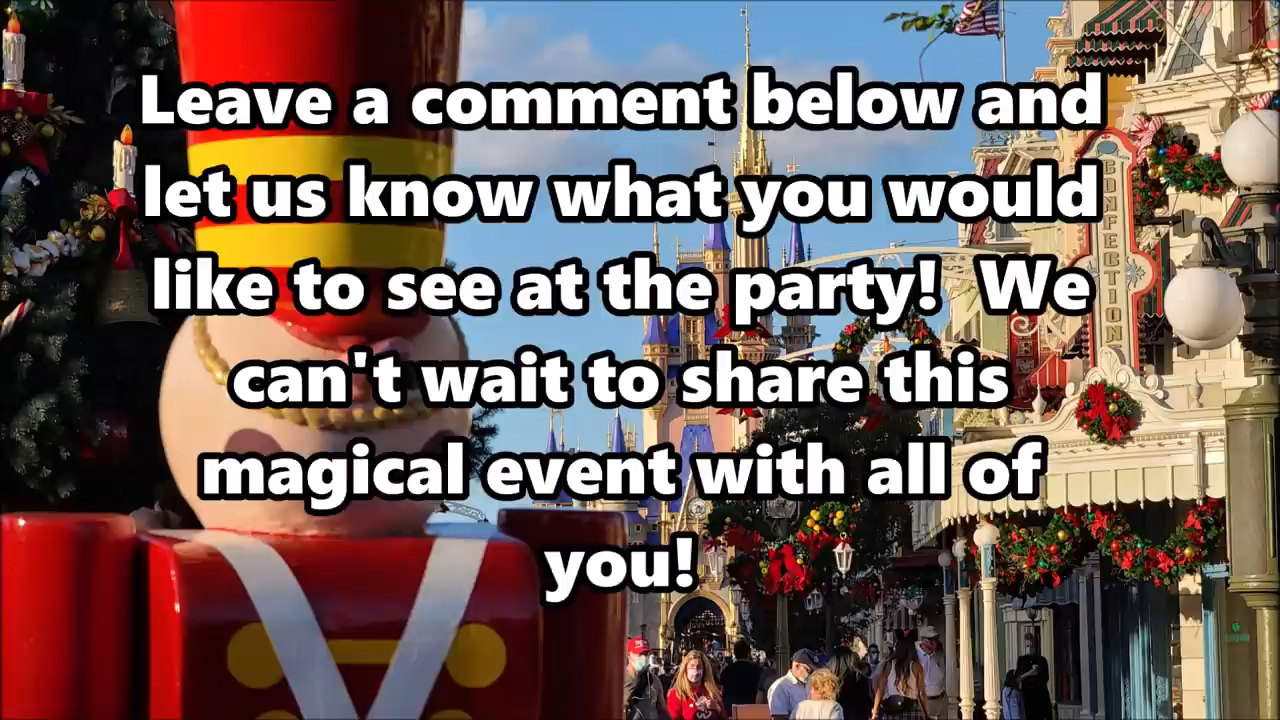 Leave a comment below and
let us know what you would
like to see at the party!  We
can't wait to share this
magical event with all of
you!
CONFECTION